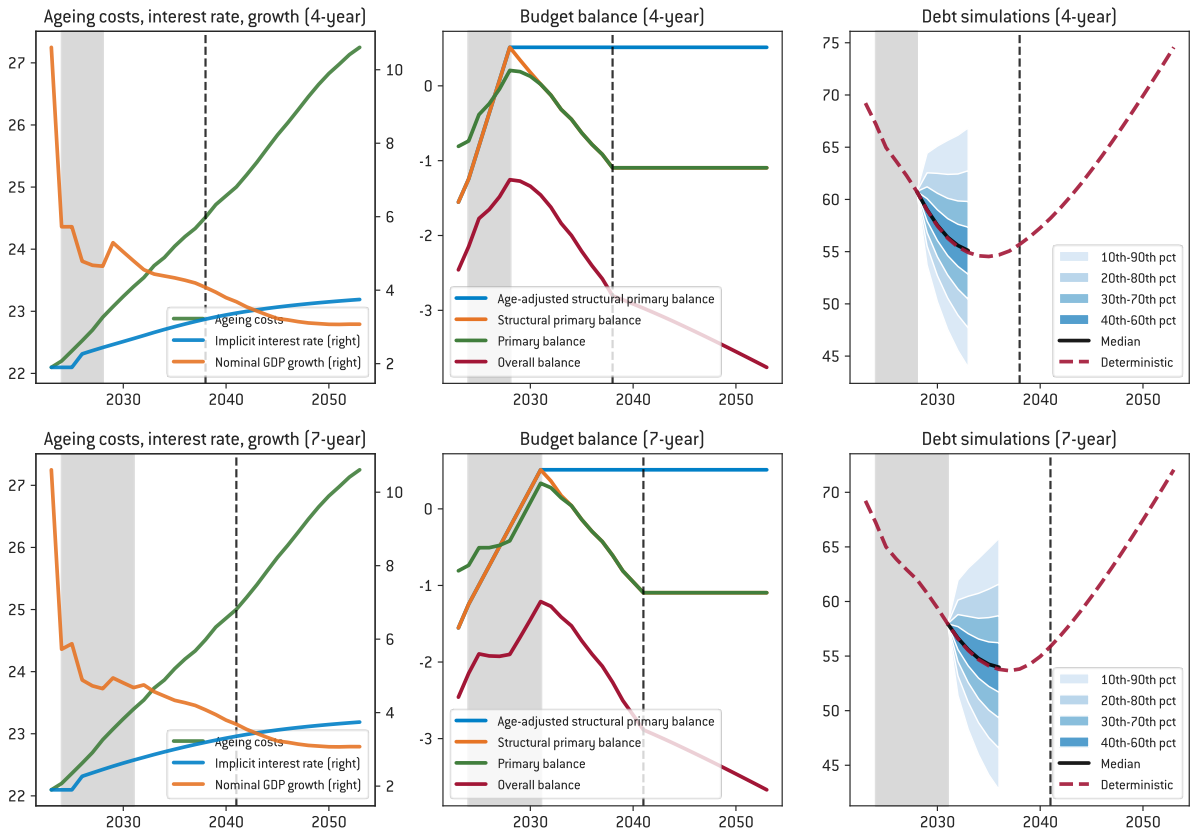 Ageing costs, interest rate, growth (4-year)
27
26
25
24
23
22
10
8
6
4
2
2030
2040
2050
Ageing costs
Implicit interest rate (right)
Nominal GDP growth (right)
Budget balance (4-year)
0
-1
-2
-3
2030
2040
2050
Age-adjusted structural primary balance
Structural primary balance
Primary balance
Overall balance
Debt simulations (4-year)
75
70
65
60
55
50
45
2030
2040
2050
10th-90th pct
20th-80th pct
30th-70th pct
40th-60th pct
Median
Deterministic
Ageing costs, interest rate, growth (7-year)
27
26
25
24
23
22
10
8
6
4
2
2030
2040
2050
Ageing costs
Implicit interest rate (right)
Nominal GDP growth (right)
Budget balance (7-year)
0
-1
-2
-3
2030
2040
2050
Age-adjusted structural primary balance
Structural primary balance
Primary balance
Overall balance
Debt simulations (7-year)
70
65
60
55
50
45
2030
2040
2050
10th-90th pct
20th-80th pct
30th-70th pct
40th-60th pct
Median
Deterministic